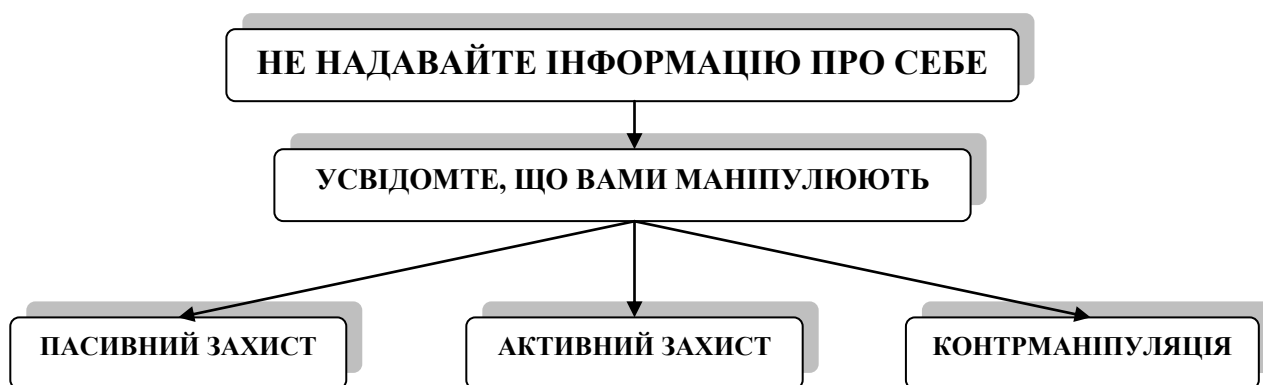 НЕ НАДАВАЙТЕ ІНФОРМАЦІЮ ПРО СЕБЕ
УСВІДОМТЕ, ЩО ВАМИ МАНІПУЛЮЮТЬ
ПАСИВНИЙ ЗАХИСТ
АКТИВНИЙ ЗАХИСТ
КОНТРМАНІПУЛЯЦІЯ